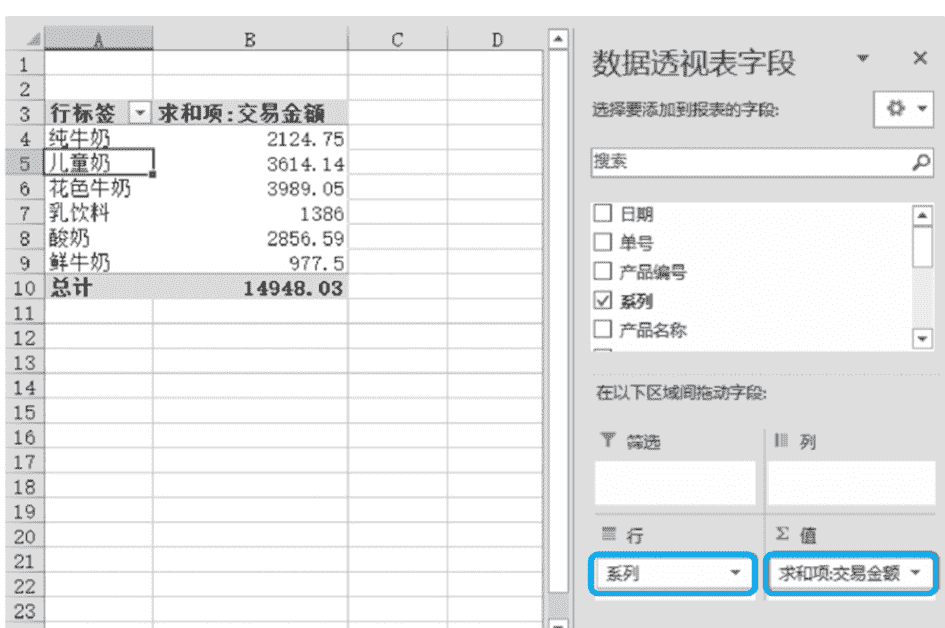 A B C D
1
2
3 行标签 求和项:交易金额
4 纯牛奶 2124.75
5 儿童奶 3614.14
6 花色牛奶 3989.05
7 乳饮料 1386
8 酸奶 2856.59
9 鲜牛奶 977.5
10 总计 14948.03
11
12
13
14
15
16
17
18
19
20
21
22
23
数据透视表字段
选择要添加到报表的字段:
搜索
日期
单号
产品编号
系列
产品名称
在以下区域间拖动字段:
筛选 列
行 Σ 值
系列 求和项:交易金额